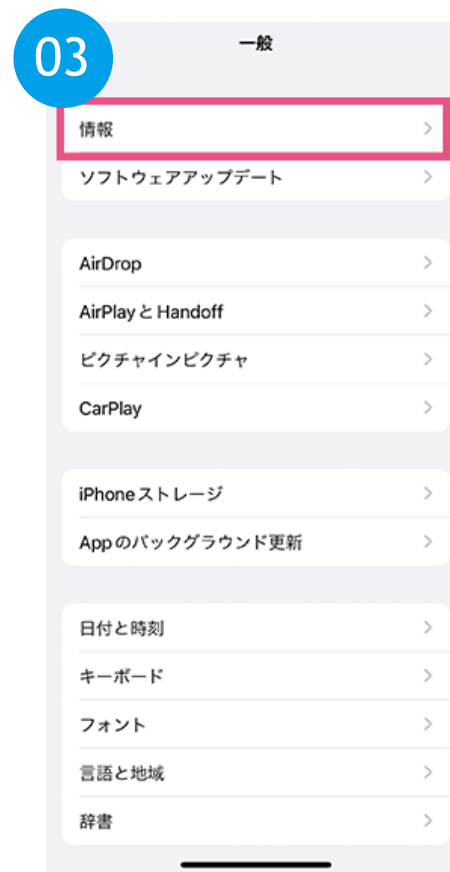 03
一般
情報
ソフトウェアアップデート
AirDrop
AirPlayとHandoff
ピクチャインピクチャ
CarPlay
iPhoneストレージ
Appのバックグラウンド更新
日付と時刻
キーボード
フォント
言語と地域
辞書